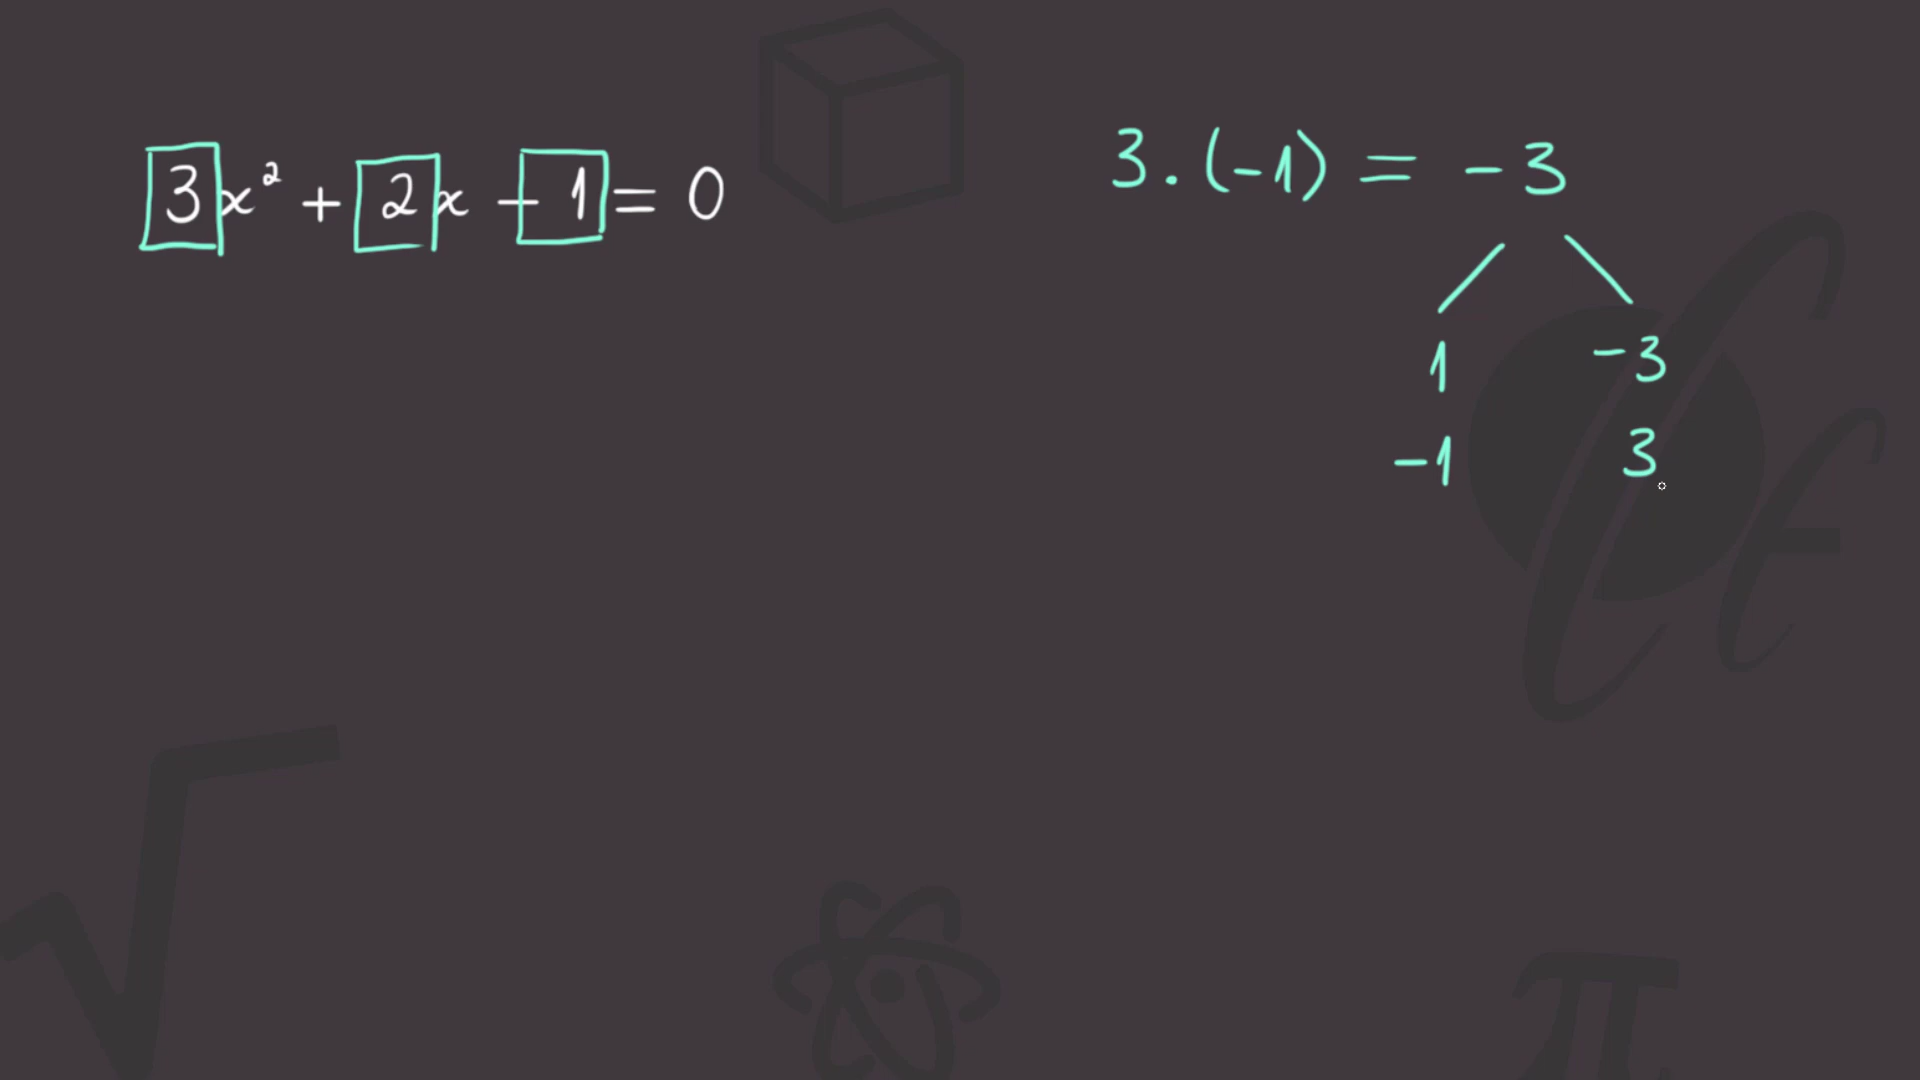 3x² + 2x - 1 = 0
3 . (-1) = -3
1 -3
-1 3